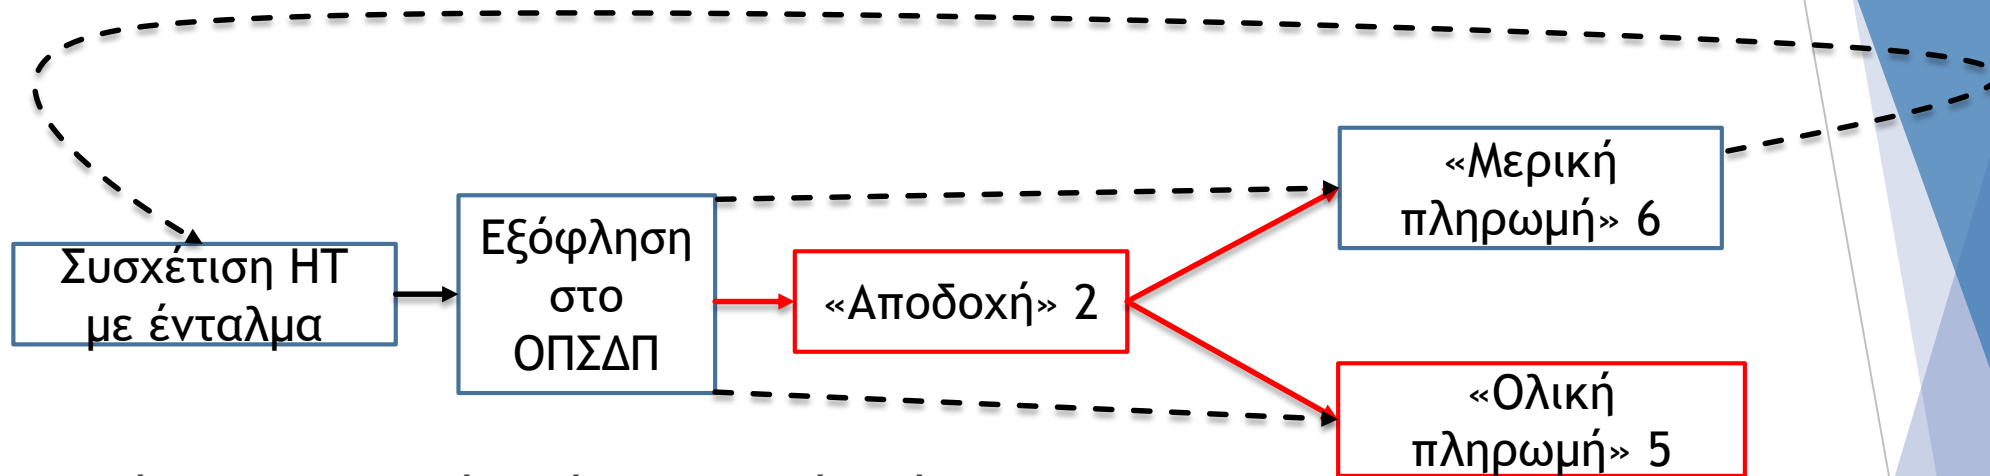 «Μερική
πληρωμή» 6
Εξόφληση
στο
ΟΠΣΔΠ
Συσχέτιση ΗΤ
με ένταλμα
«Αποδοχή» 2
«Ολική
πληρωμή» 5